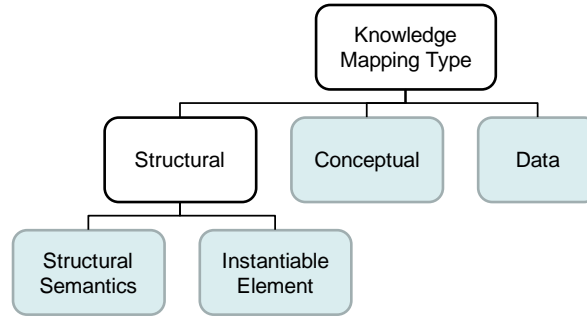 Knowledge
Mapping Type
Structural
Conceptual
Data
Structural
Semantics
Instantiable
Element